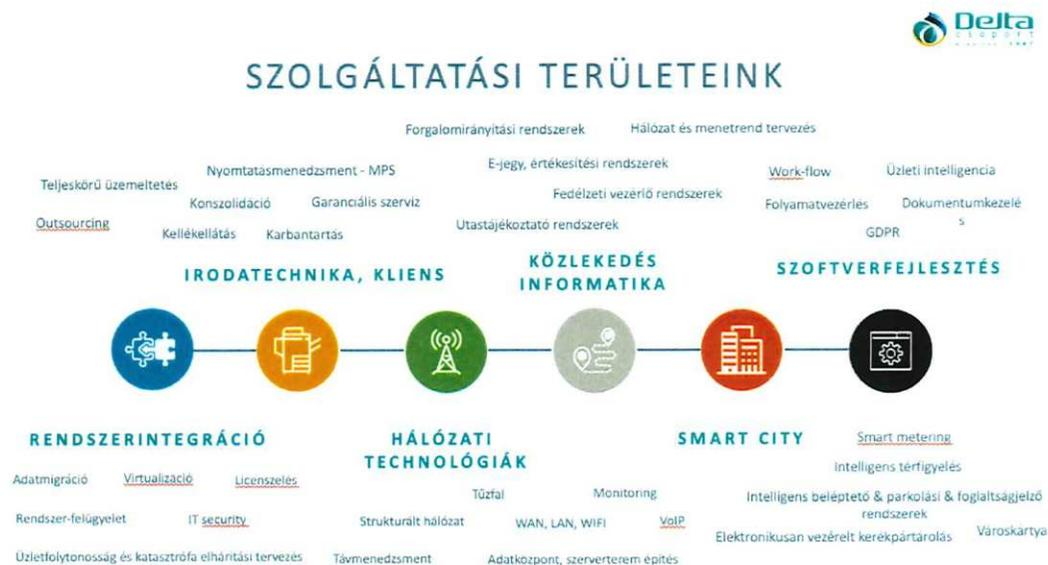 Delta
csoport
SZOLGÁLTATÁSI TERÜLETEINK
Forgalomirányítási rendszerek
Hálózat és menetrend tervezés
Nyomtatásmenedzsment - MPS
E-jegy, értékesítési rendszerek
Work-flow
Üzleti intelligencia
Teljeskörű üzemeltetés
Konszolidáció
Garanciális szerviz
Fedélzeti vezérlő rendszerek
Folyamatvezérlés
Dokumentumkezelé
s
Outsourcing
Kellékellátás
Karbantartás
Utastájékoztató rendszerek
GDPR
IRODATECHNIKA, KLIENS
KÖZLEKEDÉS
INFORMATIKA
SZOFTVERFEJLESZTÉS
RENDSZERINTEGRÁCIÓ
HÁLÓZATI
TECHNOLÓGIÁK
SMART CITY
Smart metering
Intelligens térfigyelés
Adatmigráció
Virtualizáció
Licenszelés
Tűzfal
Monitoring
Intelligens beléptető & parkolási & foglaltságjelző
rendszerek
Rendszer-felügyelet
IT security
Strukturált hálózat
WAN, LAN, WIFI
VoIP
Elektronikusan vezérelt kerékpártárolás
Városkártya
Üzletfolytonosság és katasztrófa elhárítási tervezés
Távmenedzsment
Adatközpont, szerverterem építés